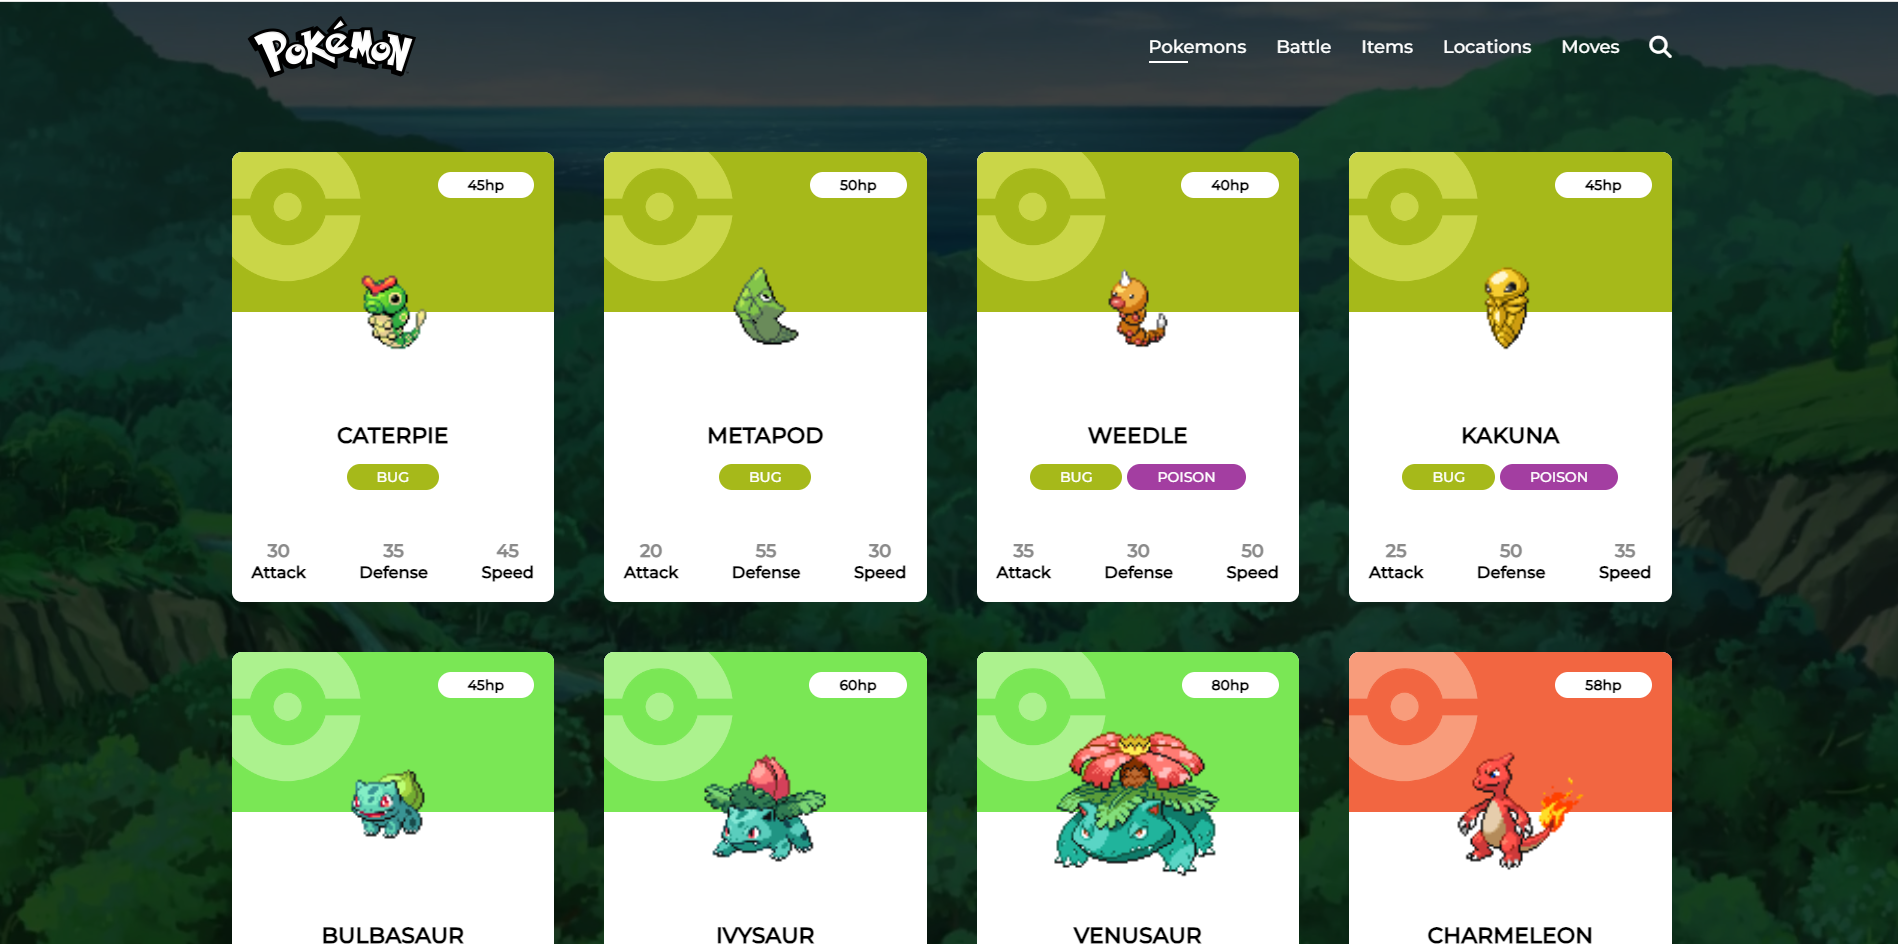 POKéMON
Pokemons Battle Items Locations Moves
45hp 50hp 40hp 45hp
CATERPIE METAPOD WEEDLE KAKUNA
BUG BUG BUG POISON BUG POISON
30 35 45 20 55 30 35 30 50 25 50 35
Attack Defense Speed Attack Defense Speed Attack Defense Speed Attack Defense Speed
45hp 60hp 80hp 58hp
BULBASAUR IVYSAUR VENUSAUR CHARMELEON